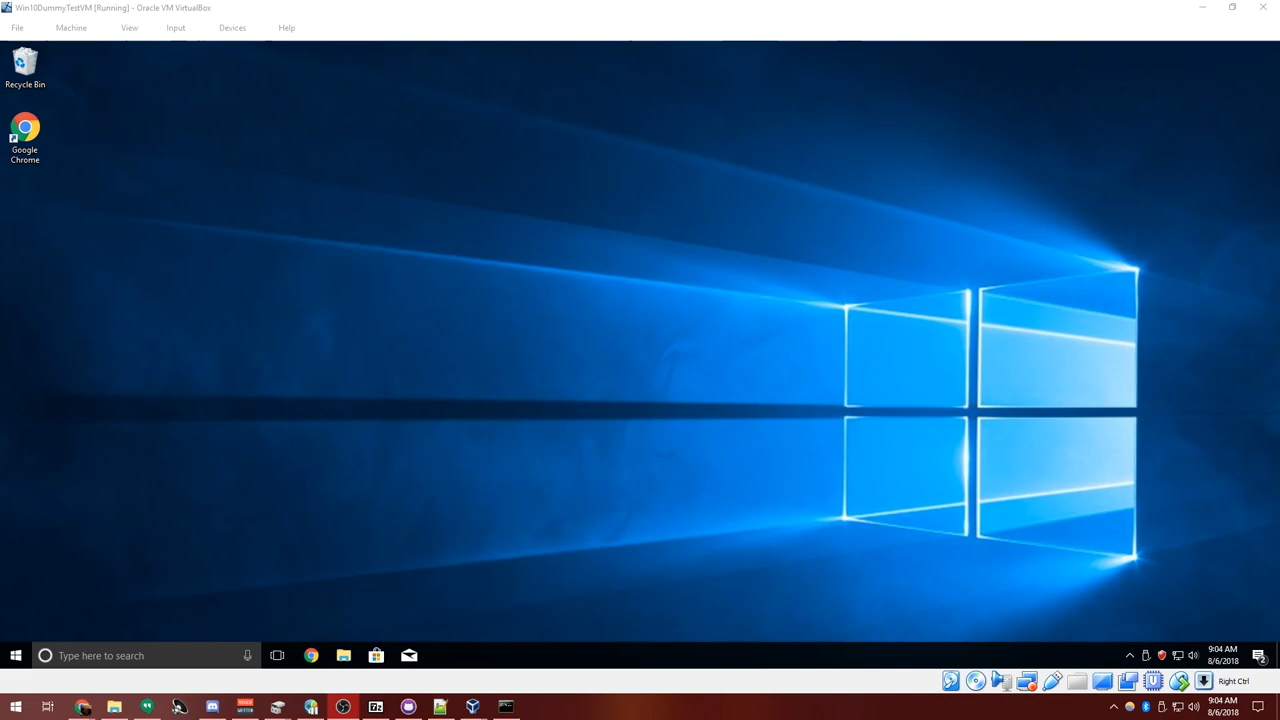 Win10DummyTestVM [Running] - Oracle VM VirtualBox
File Machine View Input Devices Help
Recycle Bin
Google
Chrome
Type here to search
9:04 AM
8/6/2018
2
Right Ctrl
9:04 AM
8/6/2018